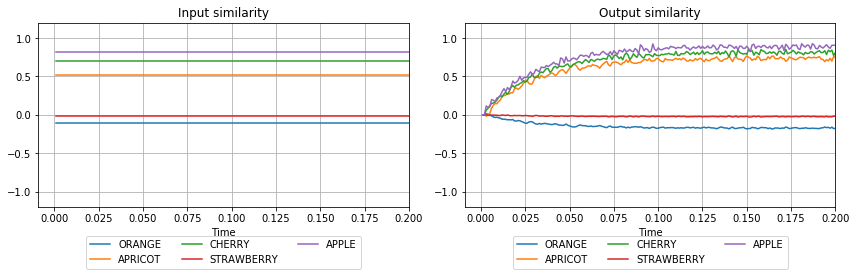 Input similarity
1.0
0.5
0.0
−0.5
−1.0
0.000 0.025 0.050 0.075 0.100 0.125 0.150 0.175 0.200
Time
ORANGE CHERRY APPLE
APRICOT STRAWBERRY
Output similarity
1.0
0.5
0.0
−0.5
−1.0
0.000 0.025 0.050 0.075 0.100 0.125 0.150 0.175 0.200
Time
ORANGE CHERRY APPLE
APRICOT STRAWBERRY